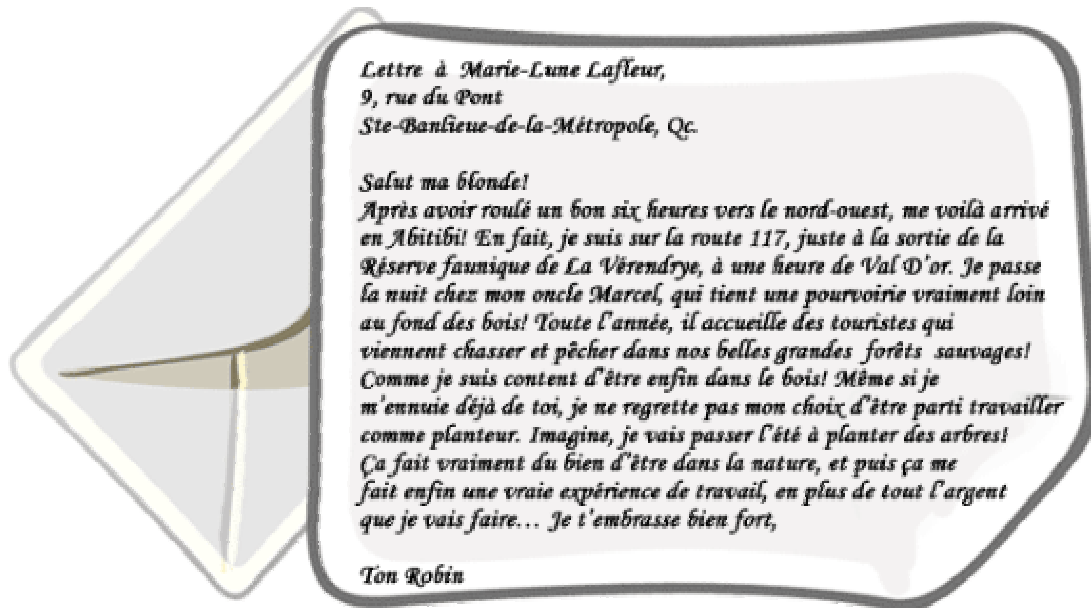 Lettre à Marie-Lune Lafleur,
9, rue du Pont
Ste-Banlieue-de-la-Métropole, Qc.
Salut ma blonde!
Après avoir roulé un bon six heures vers le nord-ouest, me voilà arrivé
en Abitibi! En fait, je suis sur la route 117, juste à la sortie de la
Réserve faunique de La Vérendrye, à une heure de Val D'or. Je passe
la nuit chez mon oncle Marcel, qui tient une pourvoirie vraiment loin
au fond des bois! Toute l'année, il accueille des touristes qui
viennent chasser et pêcher dans nos belles grandes forêts sauvages!
Comme je suis content d'être enfin dans le bois! Même si je
m'ennuie déjà de toi, je ne regrette pas mon choix d'être parti travailler
comme planteur. Imagine, je vais passer l'été à planter des arbres!
Ça fait vraiment du bien d'être dans la nature, et puis ça me
fait enfin une vraie expérience de travail, en plus de tout l'argent
que je vais faire... Je t'embrasse bien fort,
Ton Robin